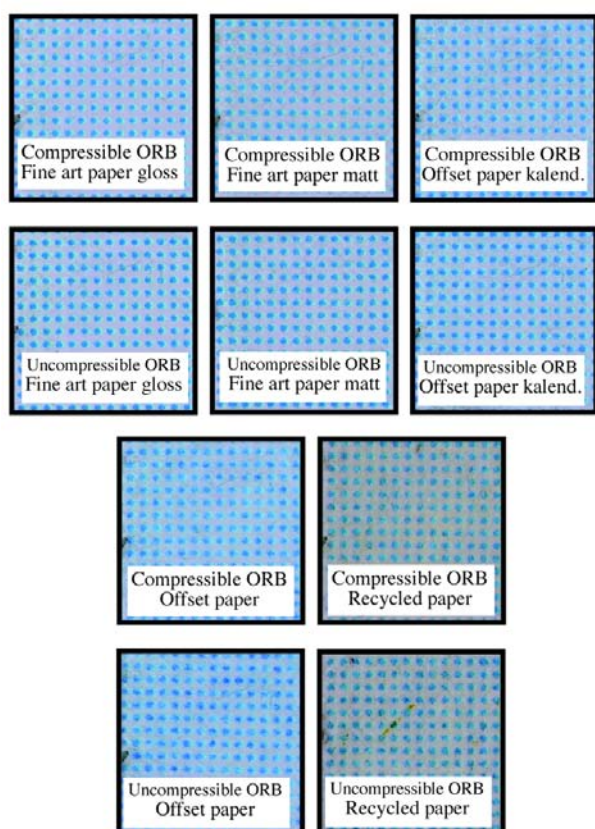 Compressible ORB
Fine art paper gloss
Compressible ORB
Fine art paper matt
Compressible ORB
Offset paper kalend.
Uncompressible ORB
Fine art paper gloss
Uncompressible ORB
Fine art paper matt
Uncompressible ORB
Offset paper kalend.
Compressible ORB
Offset paper
Compressible ORB
Recycled paper
Uncompressible ORB
Offset paper
Uncompressible ORB
Recycled paper